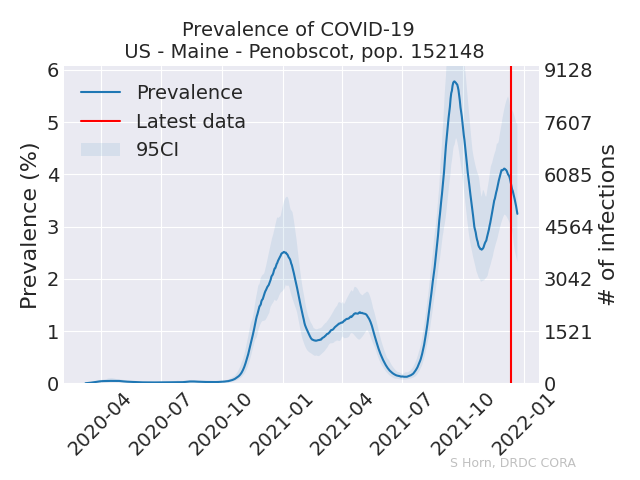 Prevalence of COVID-19
US - Maine - Penobscot, pop. 152148
Prevalence
Latest data
95CI
Prevalence (%)
6
5
4
3
2
1
0
9128
7607
6085
4564
3042
1521
0
# of infections
2020-04
2020-07
2020-10
2021-01
2021-04
2021-07
2021-10
2022-01
S Horn, DRDC CORA